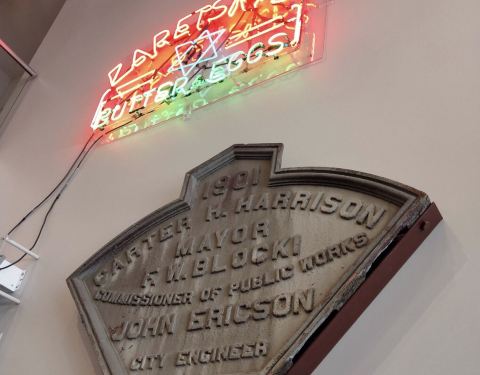 BUTTER & EGGS
1901
CARTER H. HARRISON
MAYOR
F. W. BLOCKI
COMMISSIONER OF PUBLIC WORKS
JOHN ERICSON
CITY ENGINEER